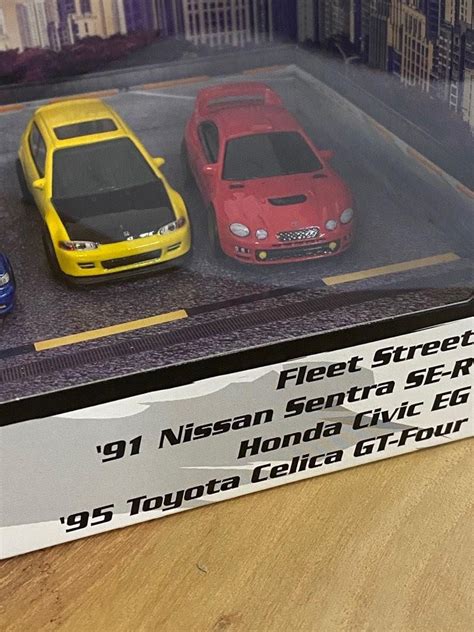 Fleet Street
'91 Nissan Sentra SE-R
Honda Civic EG
'95 Toyota Celica GT-Four